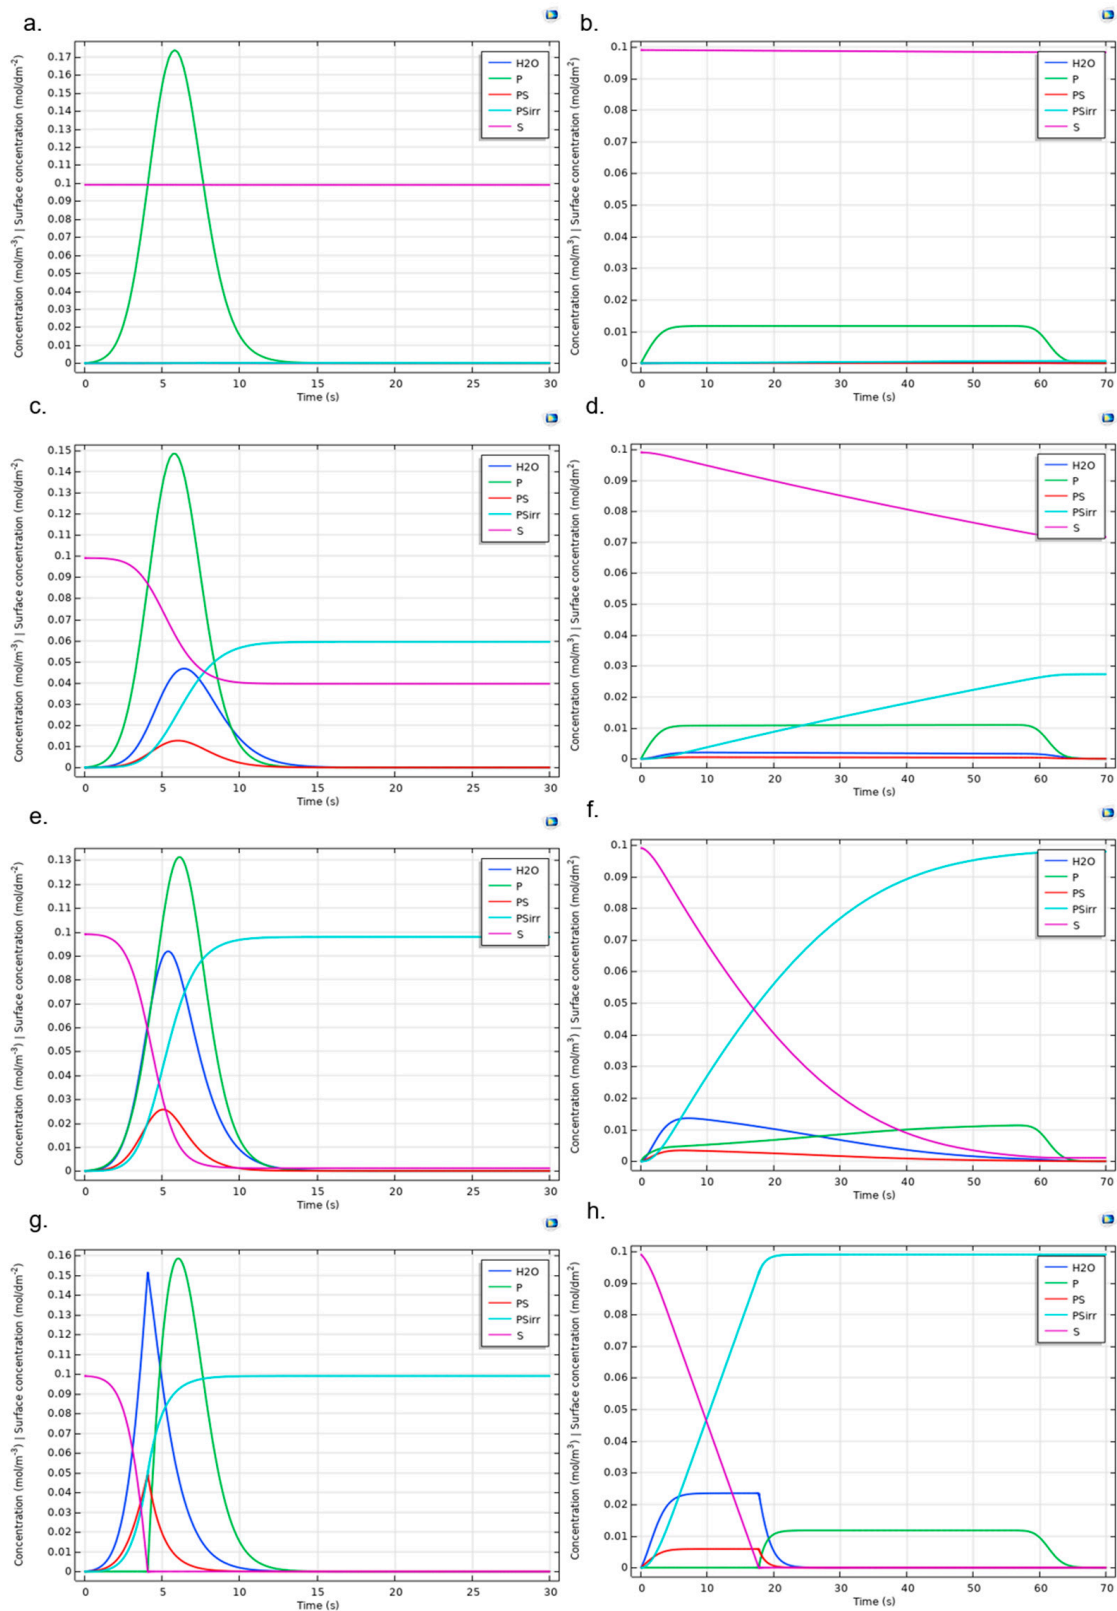 a.
Concentration (mol/m⁻³) | Surface concentration (mol/dm⁻²)
0.17
0.16
0.15
0.14
0.13
0.12
0.11
0.1
0.09
0.08
0.07
0.06
0.05
0.04
0.03
0.02
0.01
0
H2O
P
PS
PSirr
S
0 5 10 15 20 25 30
Time (s)
b.
Concentration (mol/m³) | Surface concentration (mol/dm²)
0.1
0.09
0.08
0.07
0.06
0.05
0.04
0.03
0.02
0.01
0
H2O
P
PS
PSirr
S
0 10 20 30 40 50 60 70
Time (s)
c.
Concentration (mol/m⁻³) | Surface concentration (mol/dm⁻²)
0.15
0.14
0.13
0.12
0.11
0.1
0.09
0.08
0.07
0.06
0.05
0.04
0.03
0.02
0.01
0
H2O
P
PS
PSirr
S
0 5 10 15 20 25 30
Time (s)
d.
Concentration (mol/m³) | Surface concentration (mol/dm²)
0.1
0.09
0.08
0.07
0.06
0.05
0.04
0.03
0.02
0.01
0
H2O
P
PS
PSirr
S
0 10 20 30 40 50 60 70
Time (s)
e.
Concentration (mol/m⁻³) | Surface concentration (mol/dm⁻²)
0.13
0.12
0.11
0.1
0.09
0.08
0.07
0.06
0.05
0.04
0.03
0.02
0.01
0
H2O
P
PS
PSirr
S
0 5 10 15 20 25 30
Time (s)
f.
Concentration (mol/m³) | Surface concentration (mol/dm²)
0.1
0.09
0.08
0.07
0.06
0.05
0.04
0.03
0.02
0.01
0
H2O
P
PS
PSirr
S
0 10 20 30 40 50 60 70
Time (s)
g.
Concentration (mol/m⁻³) | Surface concentration (mol/dm⁻²)
0.16
0.15
0.14
0.13
0.12
0.11
0.1
0.09
0.08
0.07
0.06
0.05
0.04
0.03
0.02
0.01
0
H2O
P
PS
PSirr
S
0 5 10 15 20 25 30
Time (s)
h.
Concentration (mol/m³) | Surface concentration (mol/dm²)
0.1
0.09
0.08
0.07
0.06
0.05
0.04
0.03
0.02
0.01
0
H2O
P
PS
PSirr
S
0 10 20 30 40 50 60 70
Time (s)